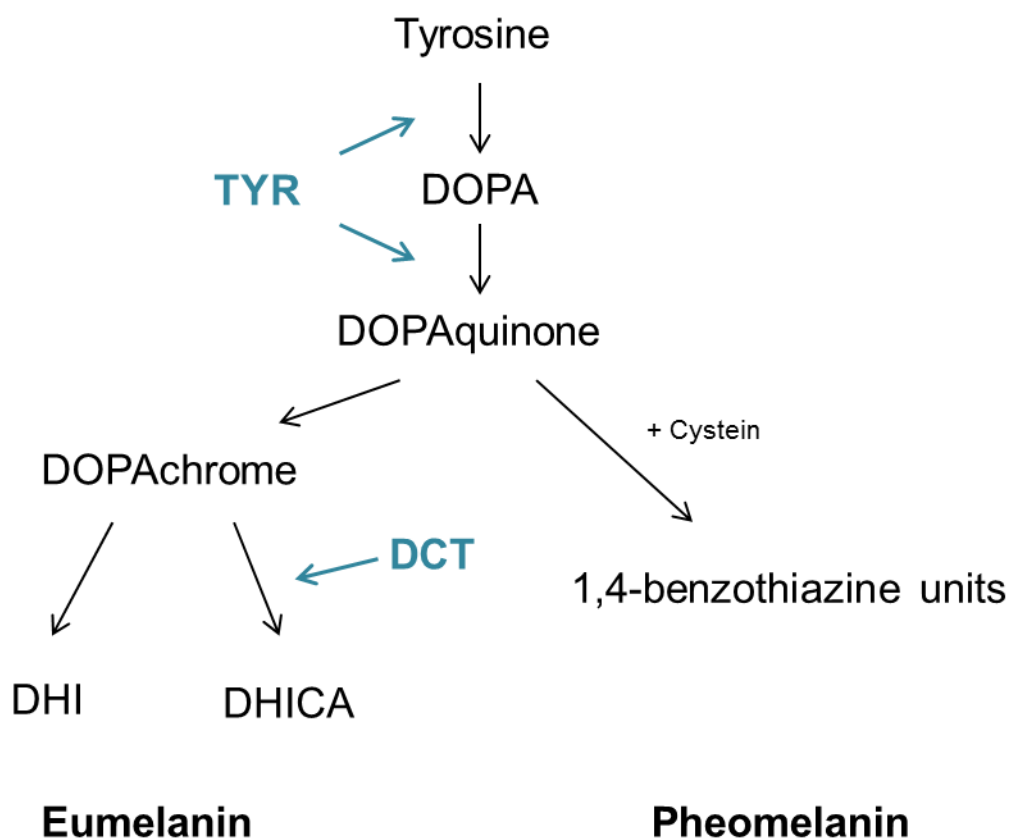 Tyrosine
TYR
DOPA
DOPAquinone
+ Cystein
DOPAchrome
DCT
1,4-benzothiazine units
DHI
DHICA
Eumelanin
Pheomelanin